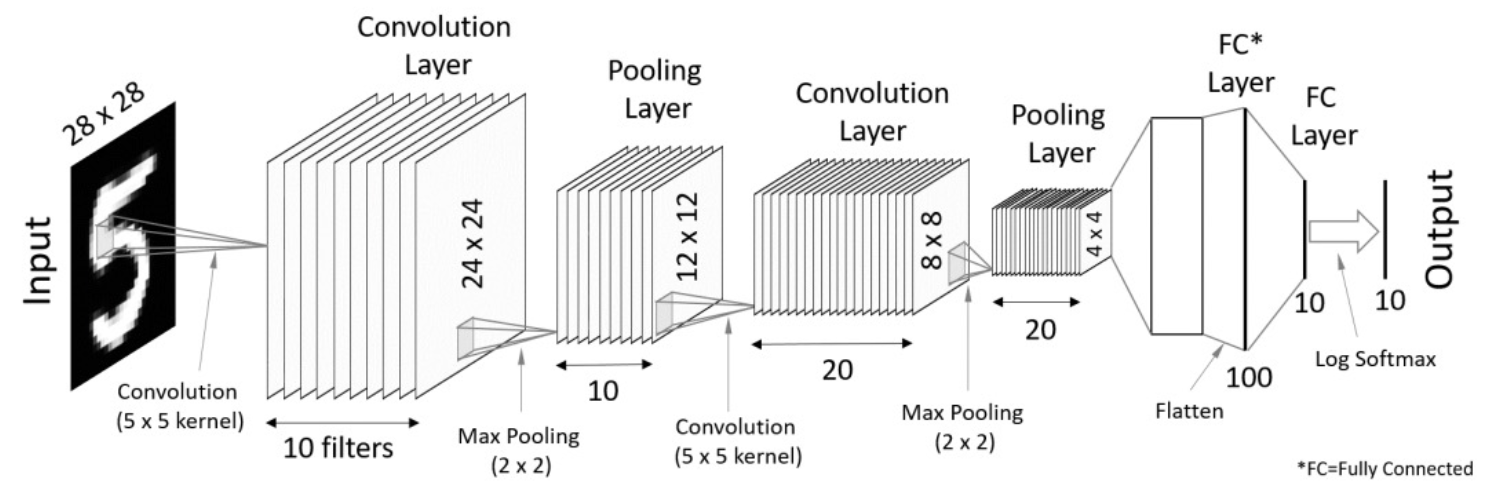 Input
28 x 28
Convolution
(5 x 5 kernel)
Convolution
Layer
24 x 24
10 filters
Max Pooling
(2 x 2)
Pooling
Layer
12 x 12
10
Convolution
(5 x 5 kernel)
Convolution
Layer
8 x 8
20
Max Pooling
(2 x 2)
Pooling
Layer
4 x 4
20
Flatten
FC*
Layer
100
FC
Layer
10
Log Softmax
10
Output
*FC=Fully Connected